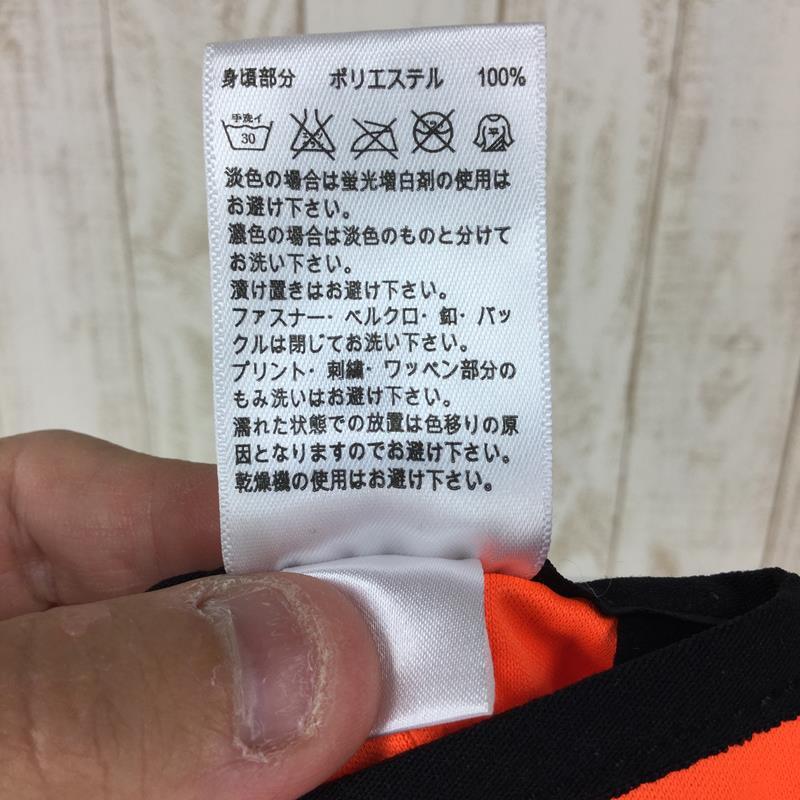 身頃部分 ポリエステル 100%
手洗イ 30 平
淡色の場合は蛍光増白剤の使用は
お避け下さい。
濃色の場合は淡色のものと分けて
お洗い下さい。
漬け置きはお避け下さい。
ファスナー・ベルクロ・釦・バッ
クルは閉じてお洗い下さい。
プリント・刺繍・ワッペン部分の
もみ洗いはお避け下さい。
濡れた状態での放置は色移りの原
因となりますのでお避け下さい。
乾燥機の使用はお避け下さい。